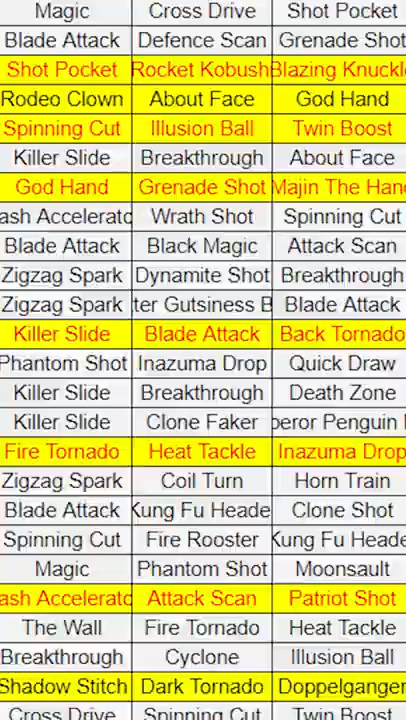 Magic Cross Drive Shot Pocket
Blade Attack Defence Scan Grenade Shot
Shot Pocket Rocket Kobush Blazing Knuckl
Rodeo Clown About Face God Hand
Spinning Cut Illusion Ball Twin Boost
Killer Slide Breakthrough About Face
God Hand Grenade Shot Majin The Hand
ash Accelerato Wrath Shot Spinning Cut
Blade Attack Black Magic Attack Scan
Zigzag Spark Dynamite Shot Breakthrough
Zigzag Spark ter Gutsiness B Blade Attack
Killer Slide Blade Attack Back Tornado
Phantom Shot Inazuma Drop Quick Draw
Killer Slide Breakthrough Death Zone
Killer Slide Clone Faker peror Penguin
Fire Tornado Heat Tackle Inazuma Drop
Zigzag Spark Coil Turn Horn Train
Blade Attack Kung Fu Heade Clone Shot
Spinning Cut Fire Rooster Kung Fu Heade
Magic Phantom Shot Moonsault
ash Accelerato Attack Scan Patriot Shot
The Wall Fire Tornado Heat Tackle
Breakthrough Cyclone Illusion Ball
Shadow Stitch Dark Tornado Doppelganger
Cross Drive Spinning Cut Twin Boost